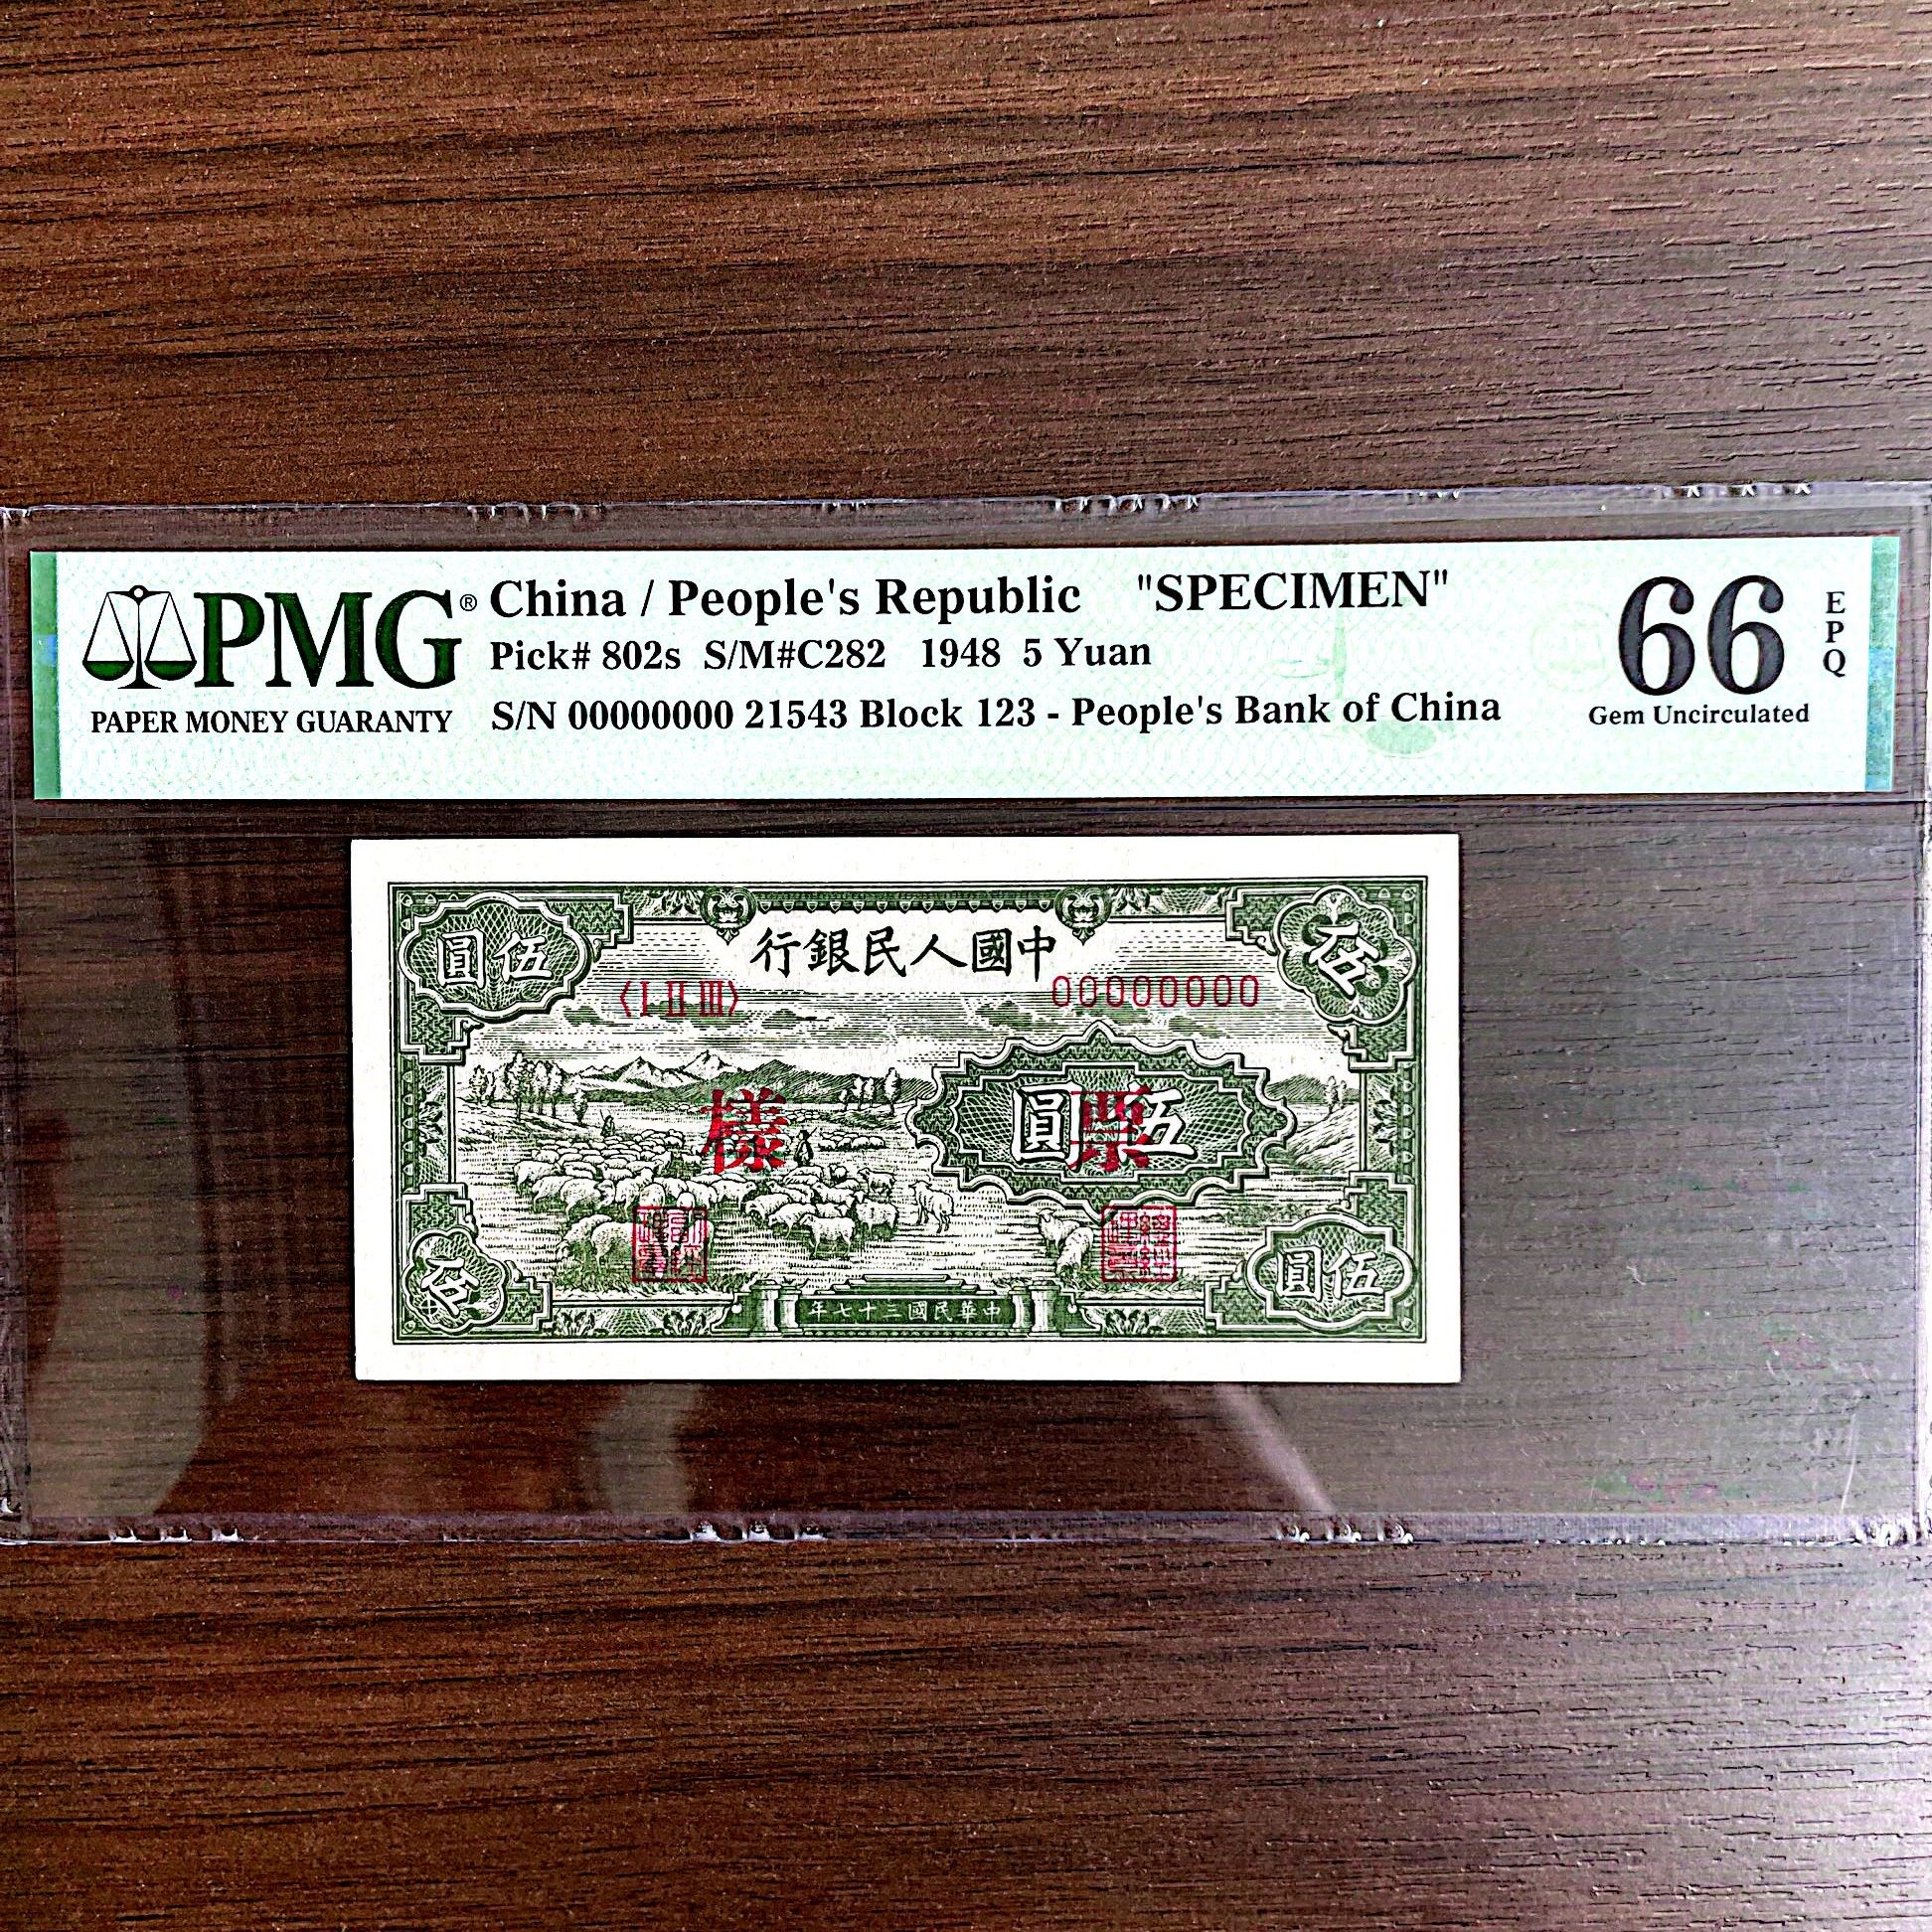 PMG® China / People's Republic "SPECIMEN" 66 EPQ
Pick# 802s S/M#C282 1948 5 Yuan
PAPER MONEY GUARANTY S/N 00000000 21543 Block 123 - People's Bank of China Gem Uncirculated
圓伍
行銀民人國中
伍
〈I II III〉
00000000
樣
票
圓伍
伍
圓伍
年七十三國民華中